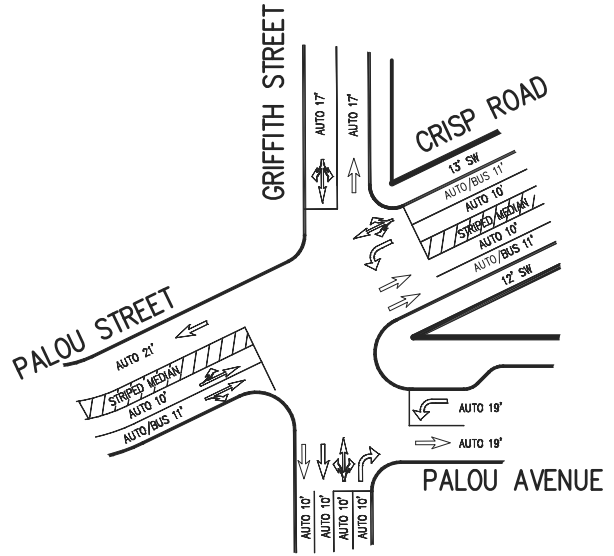 GRIFFITH STREET
AUTO 17'
AUTO 17'
CRISP ROAD
13' SW
AUTO/BUS 11'
AUTO 10'
STRIPED MEDIAN
AUTO 10'
AUTO/BUS 11'
12' SW
PALOU STREET
AUTO 21'
STRIPED MEDIAN
AUTO 10'
AUTO/BUS 11'
AUTO 19'
AUTO 19'
PALOU AVENUE
AUTO 10'
AUTO 10'
AUTO 10'
AUTO 10'